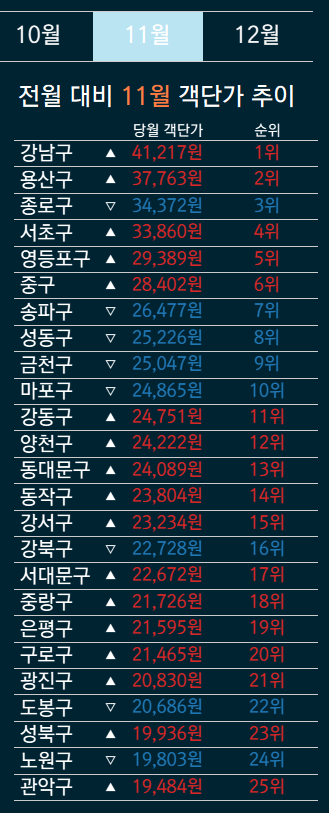 10월 11월 12월
전월 대비 11월 객단가 추이
당월 객단가 순위
강남구 ▲ 41,217원 1위
용산구 ▲ 37,763원 2위
종로구 ▽ 34,372원 3위
서초구 ▲ 33,860원 4위
영등포구 ▲ 29,389원 5위
중구 ▲ 28,402원 6위
송파구 ▽ 26,477원 7위
성동구 ▽ 25,226원 8위
금천구 ▽ 25,047원 9위
마포구 ▽ 24,865원 10위
강동구 ▲ 24,751원 11위
양천구 ▲ 24,222원 12위
동대문구 ▲ 24,089원 13위
동작구 ▲ 23,804원 14위
강서구 ▲ 23,234원 15위
강북구 ▽ 22,728원 16위
서대문구 ▲ 22,672원 17위
중랑구 ▲ 21,726원 18위
은평구 ▲ 21,595원 19위
구로구 ▲ 21,465원 20위
광진구 ▲ 20,830원 21위
도봉구 ▽ 20,686원 22위
성북구 ▲ 19,936원 23위
노원구 ▽ 19,803원 24위
관악구 ▲ 19,484원 25위